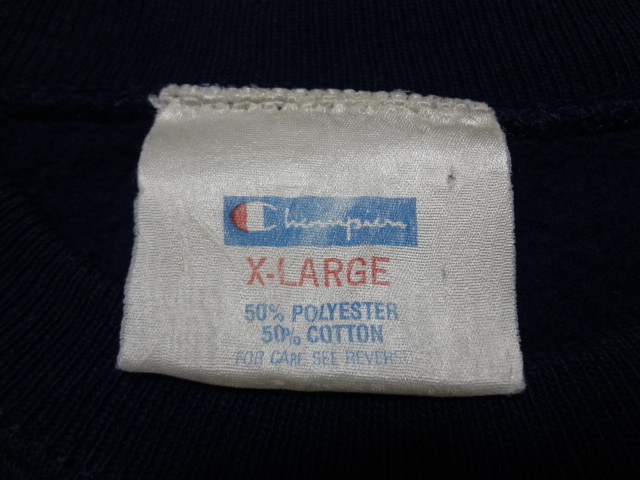 Champion
X-LARGE
50% POLYESTER
50% COTTON
FOR CARE SEE REVERSE